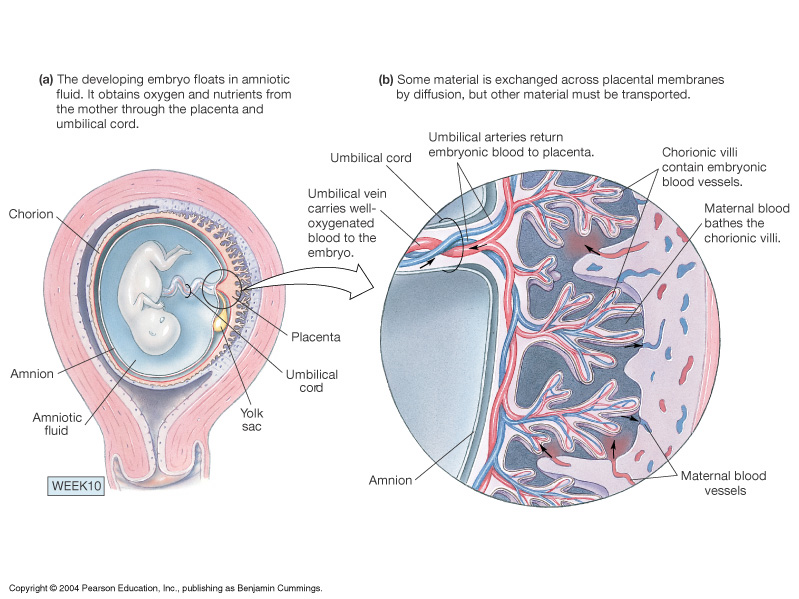 (a) The developing embryo floats in amniotic
fluid. It obtains oxygen and nutrients from
the mother through the placenta and
umbilical cord.
(b) Some material is exchanged across placental membranes
by diffusion, but other material must be transported.
Chorion
Amnion
Amniotic
fluid
WEEK10
Placenta
Umbilical
cord
Yolk
sac
Umbilical cord
Umbilical arteries return
embryonic blood to placenta.
Umbilical vein
carries well-
oxygenated
blood to the
embryo.
Chorionic villi
contain embryonic
blood vessels.
Maternal blood
bathes the
chorionic villi.
Amnion
Maternal blood
vessels
Copyright © 2004 Pearson Education, Inc., publishing as Benjamin Cummings.